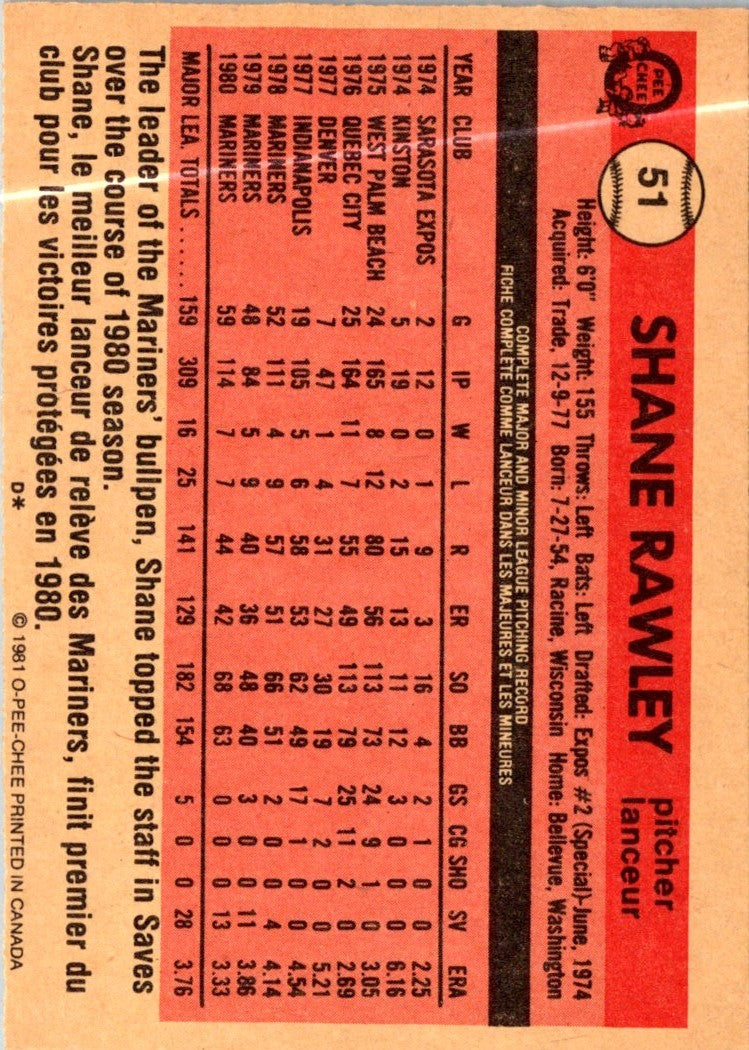 O PEE CHEE
51
SHANE RAWLEY
pitcher
lanceur
Height: 6'0" Weight: 155 Throws: Left Bats: Left Drafted: Expos #2 (Special)-June, 1974
Acquired: Trade, 12-9-77 Born: 7-27-54, Racine, Wisconsin Home: Bellevue, Washington
COMPLETE MAJOR AND MINOR LEAGUE PITCHING RECORD
FICHE COMPLETE COMME LANCEUR DANS LES MAJEURES ET LES MINEURES
YEAR CLUB G IP W L R ER SO BB GS CG SHO SV ERA
1974 SARASOTA EXPOS 2 12 0 1 9 3 16 4 2 1 0 0 2.25
1974 KINSTON 5 19 0 2 15 13 11 12 3 0 0 0 6.16
1975 WEST PALM BEACH 24 165 8 12 80 56 113 73 24 9 1 0 3.05
1976 QUEBEC CITY 25 164 11 7 55 49 113 79 25 11 2 0 2.69
1977 DENVER 7 47 1 4 31 27 30 19 7 2 0 0 5.21
1977 INDIANAPOLIS 19 105 5 6 58 53 62 49 17 1 0 0 4.54
1978 MARINERS 52 111 4 9 57 51 66 51 2 0 0 4 4.14
1979 MARINERS 48 84 5 9 40 36 48 40 3 0 0 11 3.86
1980 MARINERS 59 114 7 7 44 42 68 63 0 0 0 13 3.33
MAJOR LEA. TOTALS ...... 159 309 16 25 141 129 182 154 5 0 0 28 3.76
The leader of the Mariners' bullpen, Shane topped the staff in Saves
over the course of 1980 season.
Shane, le meilleur lanceur de relève des Mariners, finit premier du
club pour les victoires protégées en 1980.
D*
© 1981 O-PEE-CHEE PRINTED IN CANADA